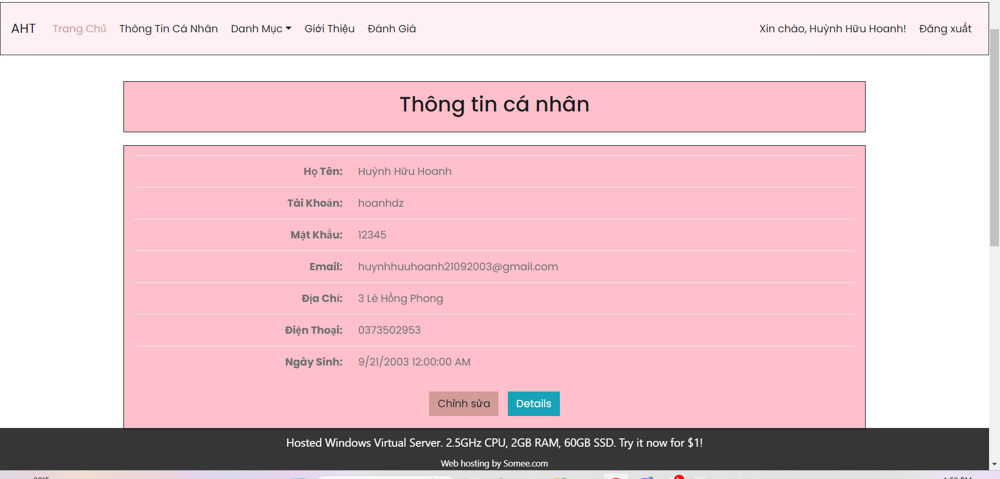 AHT Trang Chủ Thông Tin Cá Nhân Danh Mục Giới Thiệu Đánh Giá Xin chào, Huỳnh Hữu Hoanh! Đăng xuất
Thông tin cá nhân
Họ Tên: Huỳnh Hữu Hoanh
Tài Khoản: hoanhdz
Mật Khẩu: 12345
Email: huynhhuuhoanh21092003@gmail.com
Địa Chỉ: 3 Lê Hồng Phong
Điện Thoại: 0373502953
Ngày Sinh: 9/21/2003 12:00:00 AM
Chỉnh sửa Details
Hosted Windows Virtual Server. 2.5GHz CPU, 2GB RAM, 60GB SSD. Try it now for $1!
Web hosting by Somee.com